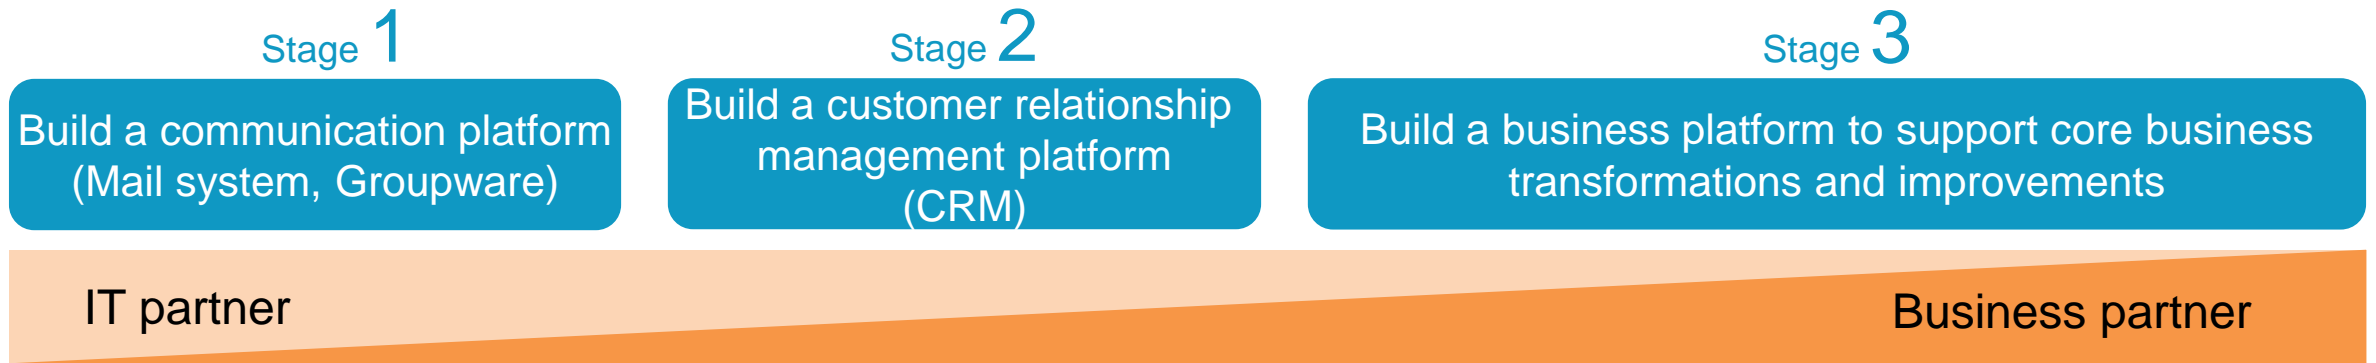 Stage 1
Build a communication platform
(Mail system, Groupware)
Stage 2
Build a customer relationship
management platform
(CRM)
Stage 3
Build a business platform to support core business
transformations and improvements
IT partner
Business partner